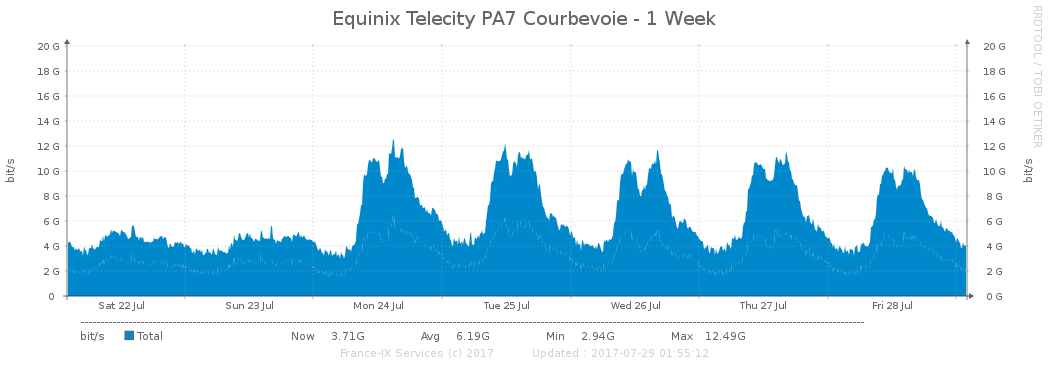 Equinix Telecity PA7 Courbevoie - 1 Week
RRDTOOL / TOBI OETIKER
20 G 20 G
18 G 18 G
16 G 16 G
14 G 14 G
12 G 12 G
10 G 10 G
8 G 8 G
6 G 6 G
4 G 4 G
2 G 2 G
0 0 G
bit/s
bit/s
Sat 22 Jul Sun 23 Jul Mon 24 Jul Tue 25 Jul Wed 26 Jul Thu 27 Jul Fri 28 Jul
bit/s Total Now 3.71G Avg 6.19G Min 2.94G Max 12.49G
France-IX Services (c) 2017 Updated : 2017-07-29 01:55:12